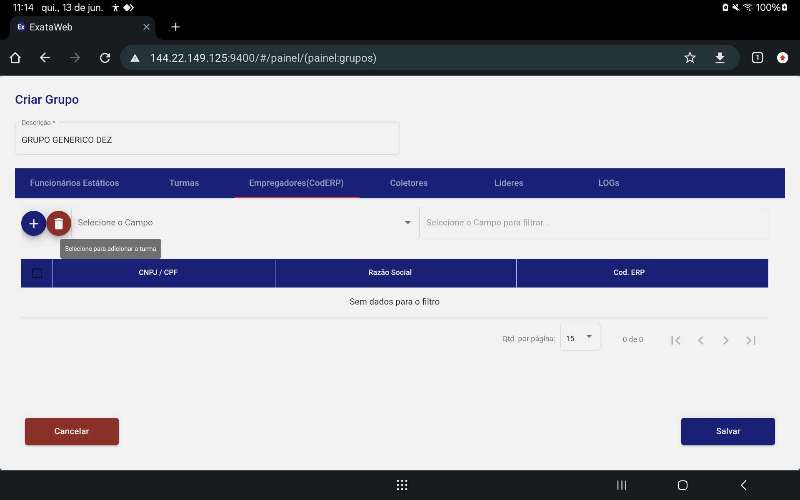 11:14 qui., 13 de jun. 100%
ExataWeb
144.22.149.125:9400/#/painel/(painel:grupos)
1
Criar Grupo
Descrição *
GRUPO GENERICO DEZ
Funcionários Estáticos Turmas Empregadores(CodERP) Coletores Líderes LOGs
Selecione o Campo Selecione o Campo para filtrar...
Selecione para adicionar a turma
CNPJ / CPF Razão Social Cod. ERP
Sem dados para o filtro
Qtd. por página: 15 0 de 0
Cancelar Salvar